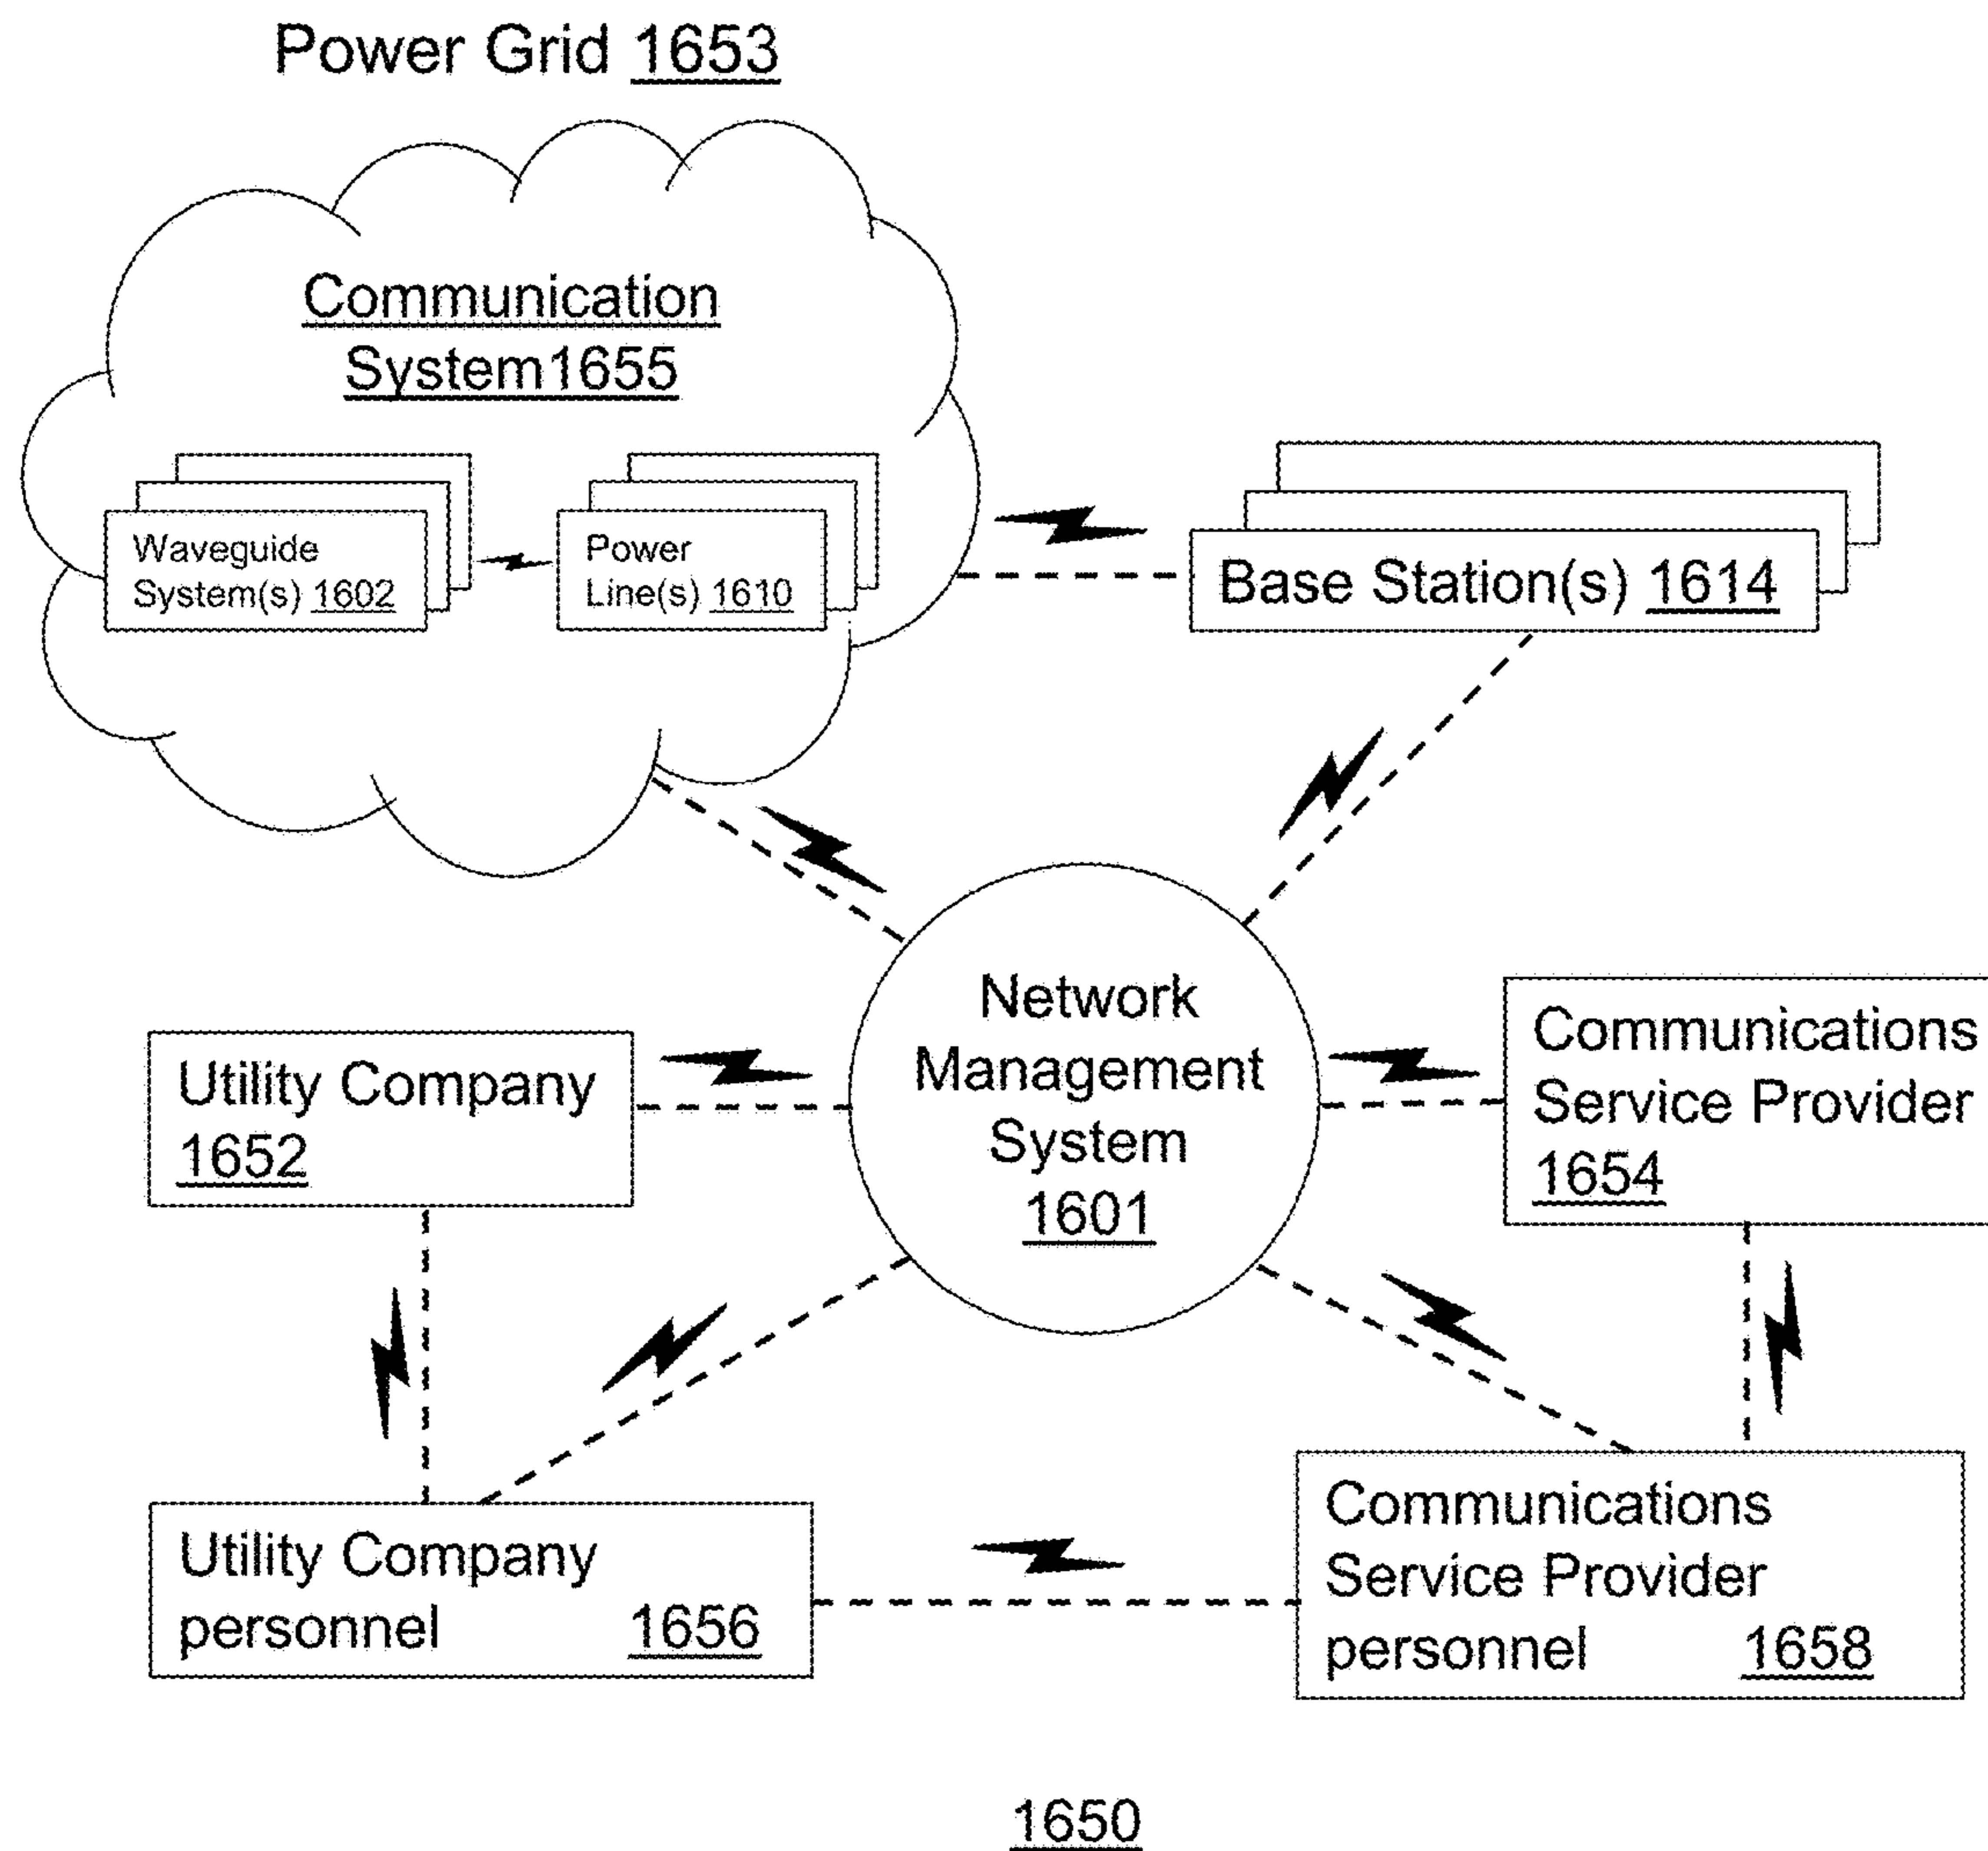 Power Grid 1653
Communication
System1655
Waveguide
System(s) 1602
Power
Line(s) 1610
Base Station(s) 1614
Network
Management
System
1601
Utility Company
1652
Communications
Service Provider
1654
Utility Company
personnel 1656
Communications
Service Provider
personnel 1658
1650